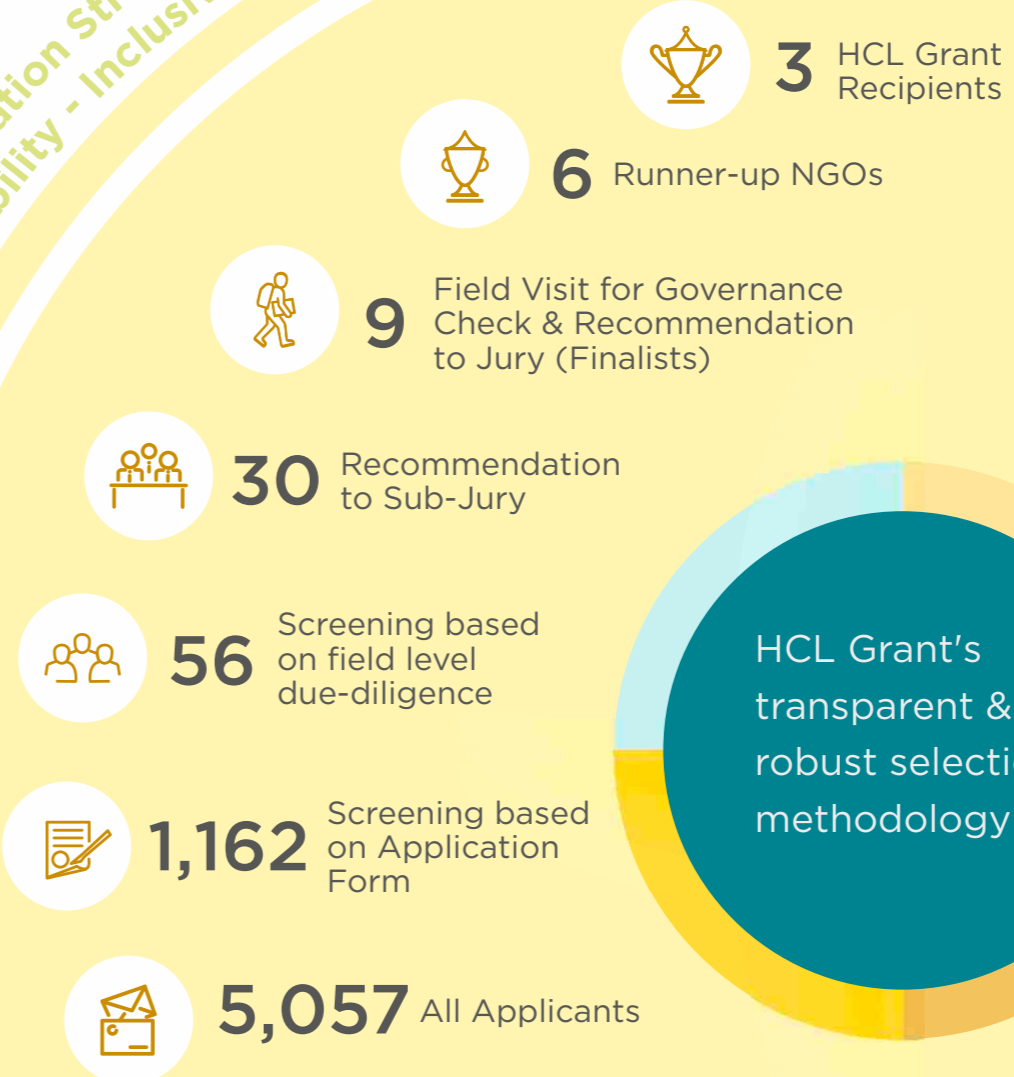 3 HCL Grant
Recipients
6 Runner-up NGOs
9 Field Visit for Governance
Check & Recommendation
to Jury (Finalists)
30 Recommendation
to Sub-Jury
56 Screening based
on field level
due-diligence
1,162 Screening based
on Application
Form
5,057 All Applicants
HCL Grant's
transparent &
robust
methodology